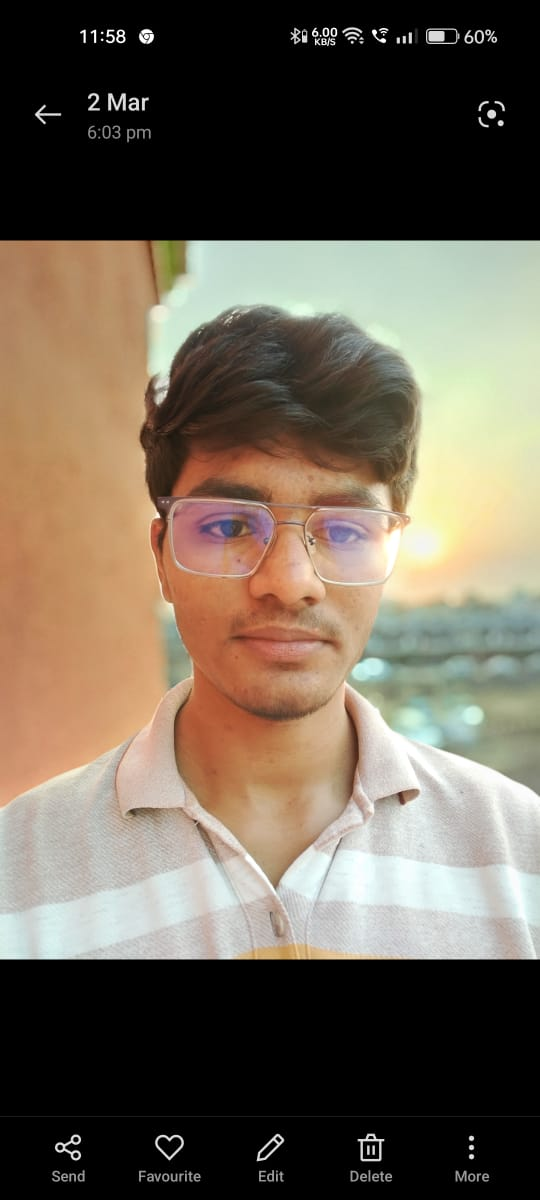 11:58
6.00
KB/S
60%
2 Mar
6:03 pm
Send Favourite Edit Delete More